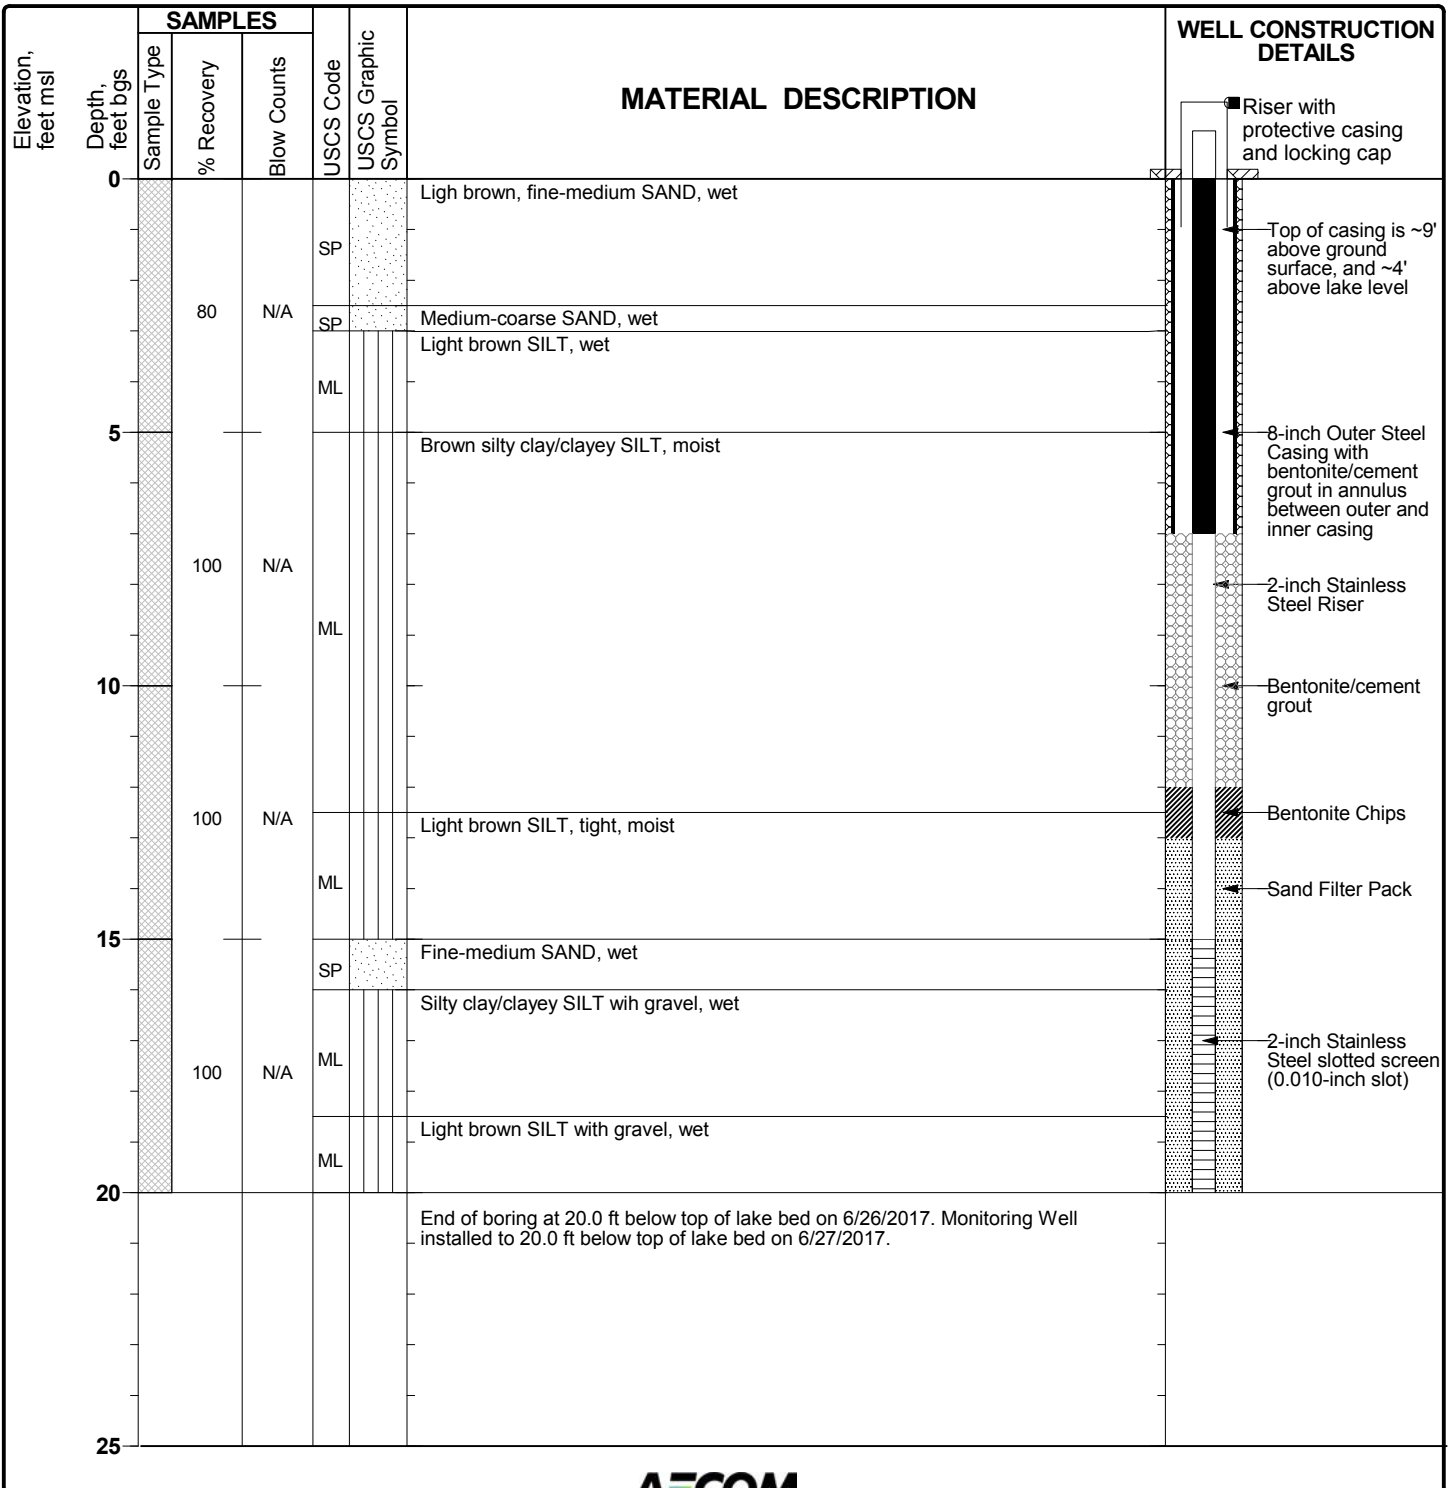 SAMPLES
Elevation,
feet msl
Depth,
feet bgs
Sample Type
% Recovery
Blow Counts
USCS Code
USCS Graphic
Symbol
MATERIAL DESCRIPTION
WELL CONSTRUCTION
DETAILS
Riser with
protective casing
and locking cap
0
Ligh brown, fine-medium SAND, wet
SP
Top of casing is ~9'
above ground
surface, and ~4'
above lake level
80
N/A
SP
Medium-coarse SAND, wet
Light brown SILT, wet
ML
5
Brown silty clay/clayey SILT, moist
8-inch Outer Steel
Casing with
bentonite/cement
grout in annulus
between outer and
inner casing
100
N/A
2-inch Stainless
Steel Riser
ML
10
Bentonite/cement
grout
100
N/A
Light brown SILT, tight, moist
Bentonite Chips
ML
Sand Filter Pack
15
Fine-medium SAND, wet
SP
Silty clay/clayey SILT wih gravel, wet
ML
2-inch Stainless
Steel slotted screen
(0.010-inch slot)
100
N/A
Light brown SILT with gravel, wet
ML
20
End of boring at 20.0 ft below top of lake bed on 6/26/2017. Monitoring Well
installed to 20.0 ft below top of lake bed on 6/27/2017.
25
AECOM